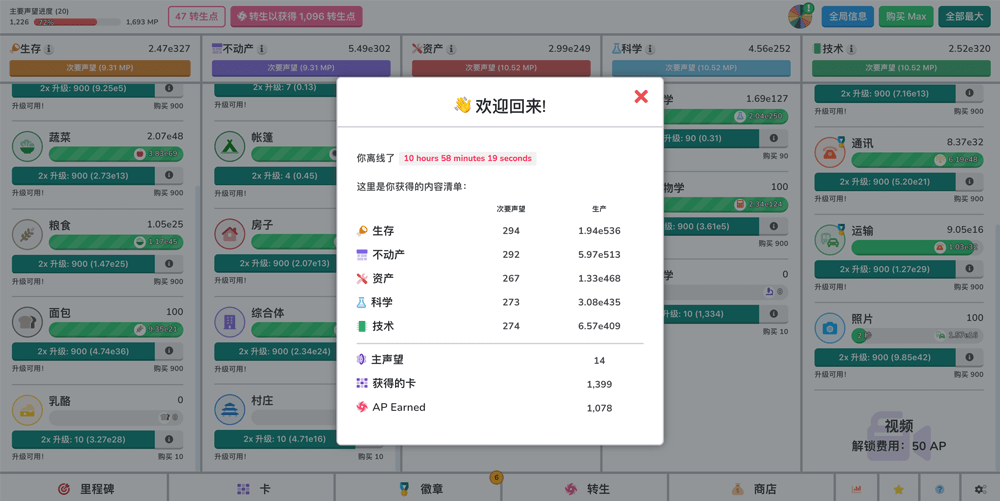 主要声望进度 (20)
1,226 72% 1,693 MP
47 转生点
转生以获得 1,096 转生点
全局信息
购买 Max
全部最大
生存 2.47e327
次要声望 (9.31 MP)
2x 升级: 900 (9.25e5)
升级可用! 购买 900
蔬菜 2.07e48
3.83e69
2x 升级: 900 (2.73e13)
升级可用! 购买 900
粮食 1.05e25
1.37e45
2x 升级: 900 (1.47e25)
升级可用! 购买 900
面包 100
9.35e21
2x 升级: 900 (4.74e36)
升级可用! 购买 900
乳酪 0
2x 升级: 10 (3.27e28)
升级可用! 购买 10
不动产 5.49e302
次要声望 (9.31 MP)
2x 升级: 7 (0.13)
升级可用!
帐篷
2x 升级: 4 (0.45)
升级可用!
房子
2x 升级: 900 (2.07e13)
升级可用!
综合体
2x 升级: 900 (2.34e24)
升级可用!
村庄
2x 升级: 10 (4.71e16)
升级可用! 购买 10
资产 2.99e249
次要声望 (10.52 MP)
科学 4.56e252
次要声望 (10.52 MP)
学 1.69e127
2.04e250
升级: 90 (0.31)
购买 90
物学 100
2.34e124
升级: 900 (3.61e5)
购买 900
学 0
0
升级: 10 (1,334)
购买 10
技术 2.52e320
次要声望 (10.52 MP)
2x 升级: 900 (7.16e13)
升级可用! 购买 900
通讯 8.37e32
6.19e48
2x 升级: 900 (5.20e21)
升级可用! 购买 900
运输 9.05e16
2x 升级: 900 (1.27e29)
升级可用! 购买 900
照片 100
2x 升级: 900 (9.85e42)
升级可用! 购买 900
视频
解锁费用: 50 AP
👋 欢迎回来!
你离线了 10 hours 58 minutes 19 seconds
这里是你获得的内容清单:
次要声望 生产
生存 294 1.94e536
不动产 292 5.97e513
资产 267 1.33e468
科学 273 3.08e435
技术 274 6.57e409
主声望 14
获得的卡 1,399
AP Earned 1,078
里程碑
卡
徽章
6
转生
商店